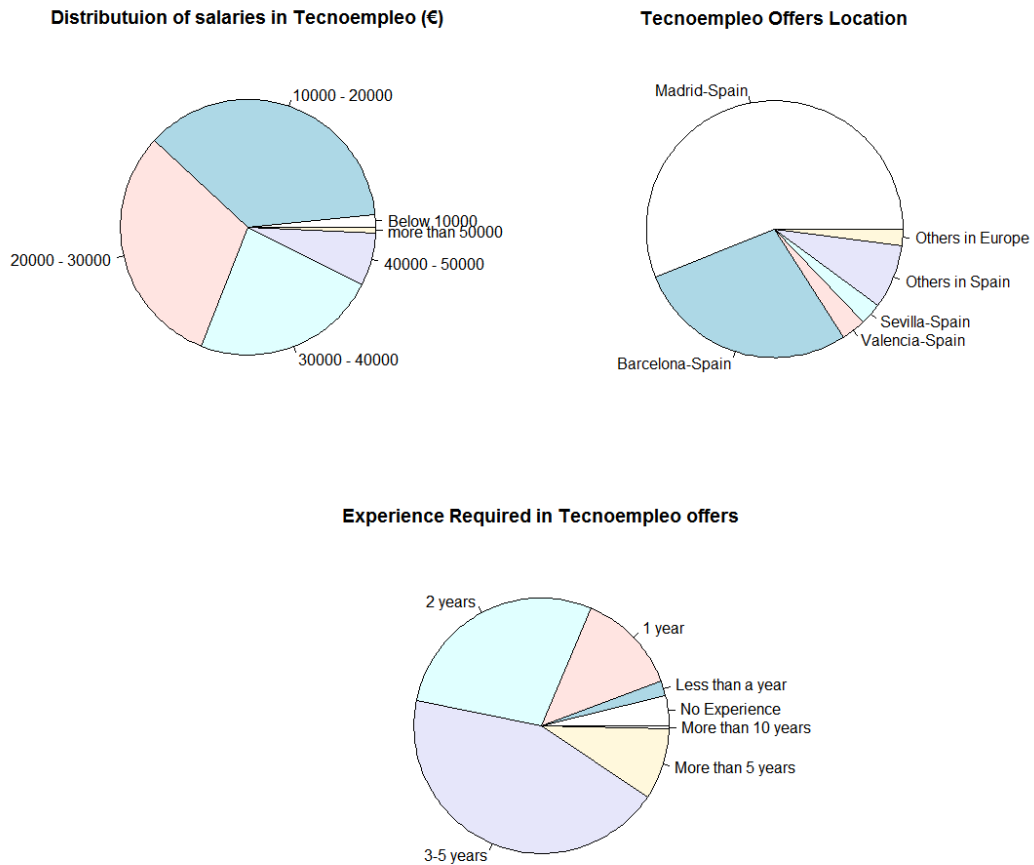 Distributuion of salaries in Tecnoempleo (€)
10000 - 20000
Below 10000
more than 50000
40000 - 50000
20000 - 30000
30000 - 40000
Tecnoempleo Offers Location
Madrid-Spain
Others in Europe
Others in Spain
Sevilla-Spain
Valencia-Spain
Barcelona-Spain
Experience Required in Tecnoempleo offers
2 years
1 year
Less than a year
No Experience
More than 10 years
More than 5 years
3-5 years